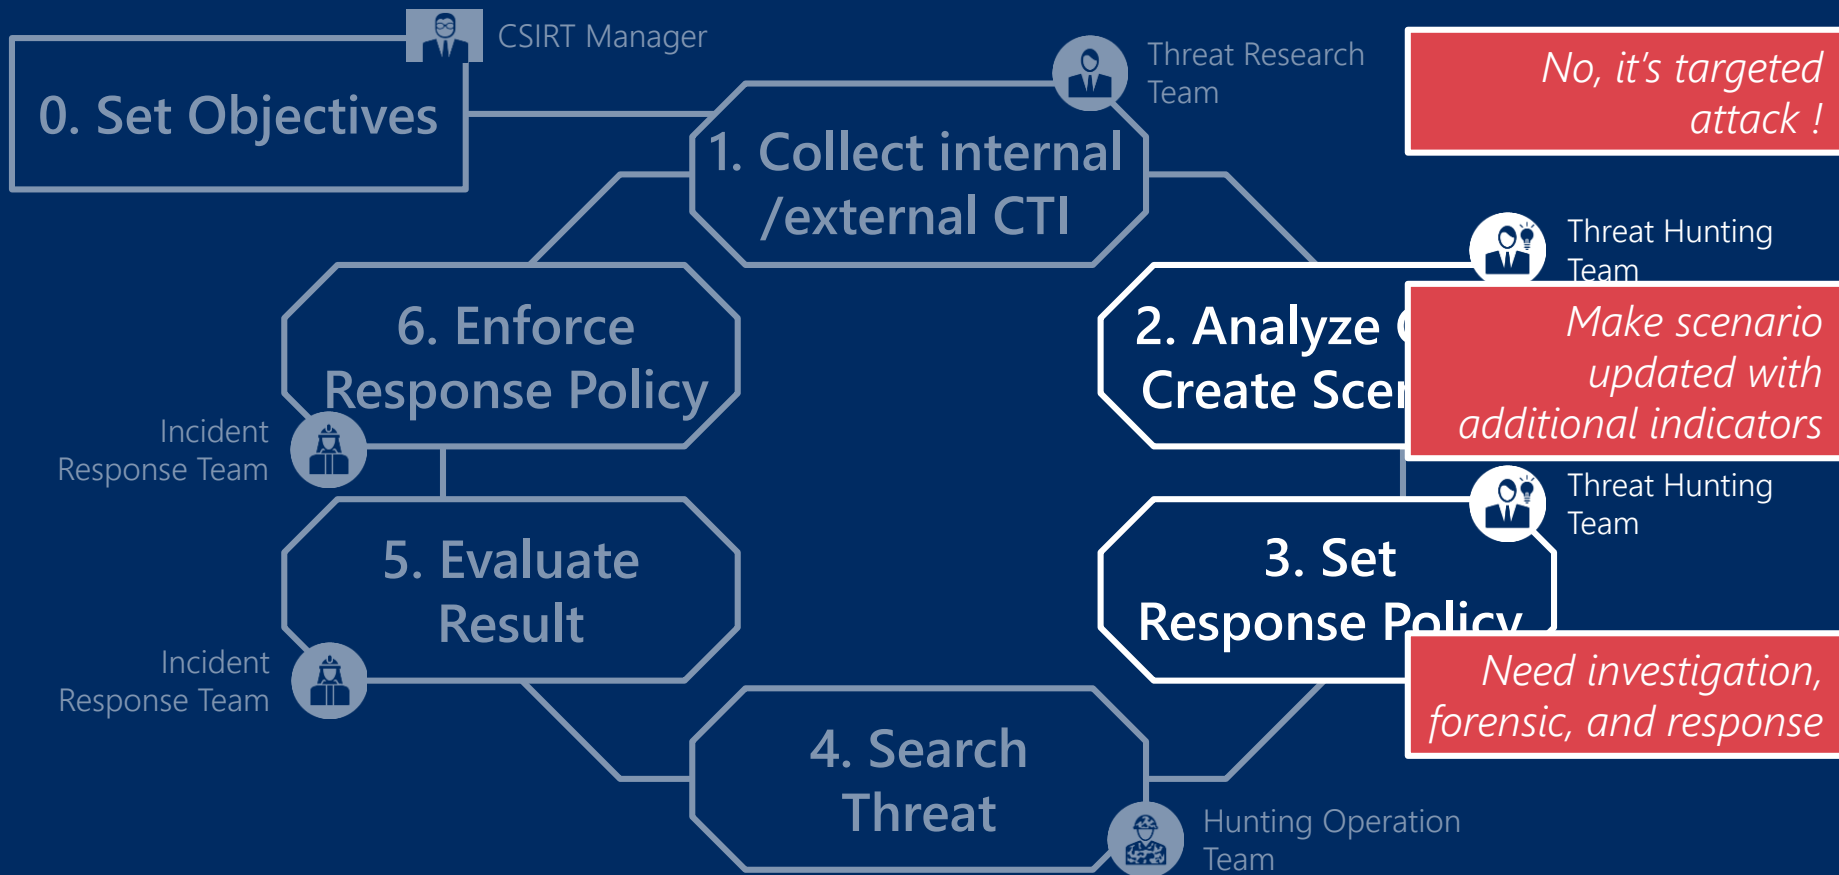 CSIRT Manager
0. Set Objectives
Threat Research
Team
1. Collect internal
/external CTI
No, it's targeted
attack !
Threat Hunting
Team
2. Analyze
Create
Make scenario
updated with
additional indicators
6. Enforce
Response Policy
Incident
Response Team
Threat Hunting
Team
3. Set
Response Policy
5. Evaluate
Result
Incident
Response Team
Need investigation,
forensic, and response
4. Search
Threat
Hunting Operation
Team